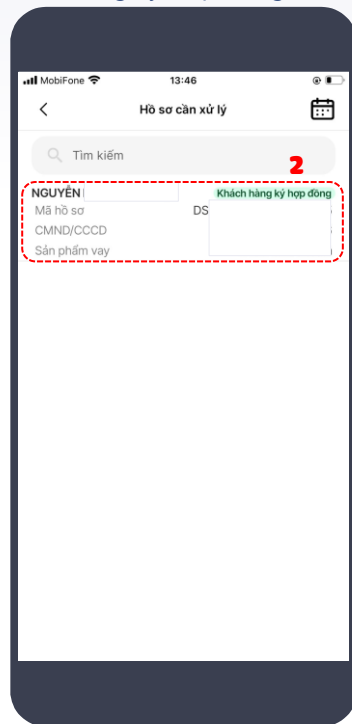 MobiFone 13:46
Hồ sơ cần xử lý
Tìm kiếm
2
NGUYỄN Khách hàng ký hợp đồng
Mã hồ sơ DS
CMND/CCCD
Sản phẩm vay